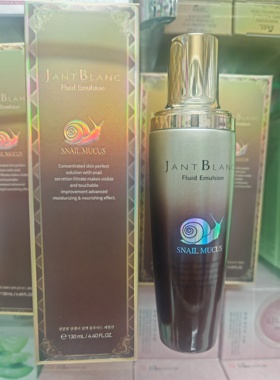 JANT BLANC
Fluid Emulsion
SNAIL MUCUS
Concentrated skin perfect
solution with snail
secretion filtrate makes visible
and touchable
improvement advanced
moisturizing & nourishing effect.
℮ 130 mL / 4.40 FL.OZ.
JANT BLANC
Fluid Emulsion
SNAIL MUCUS